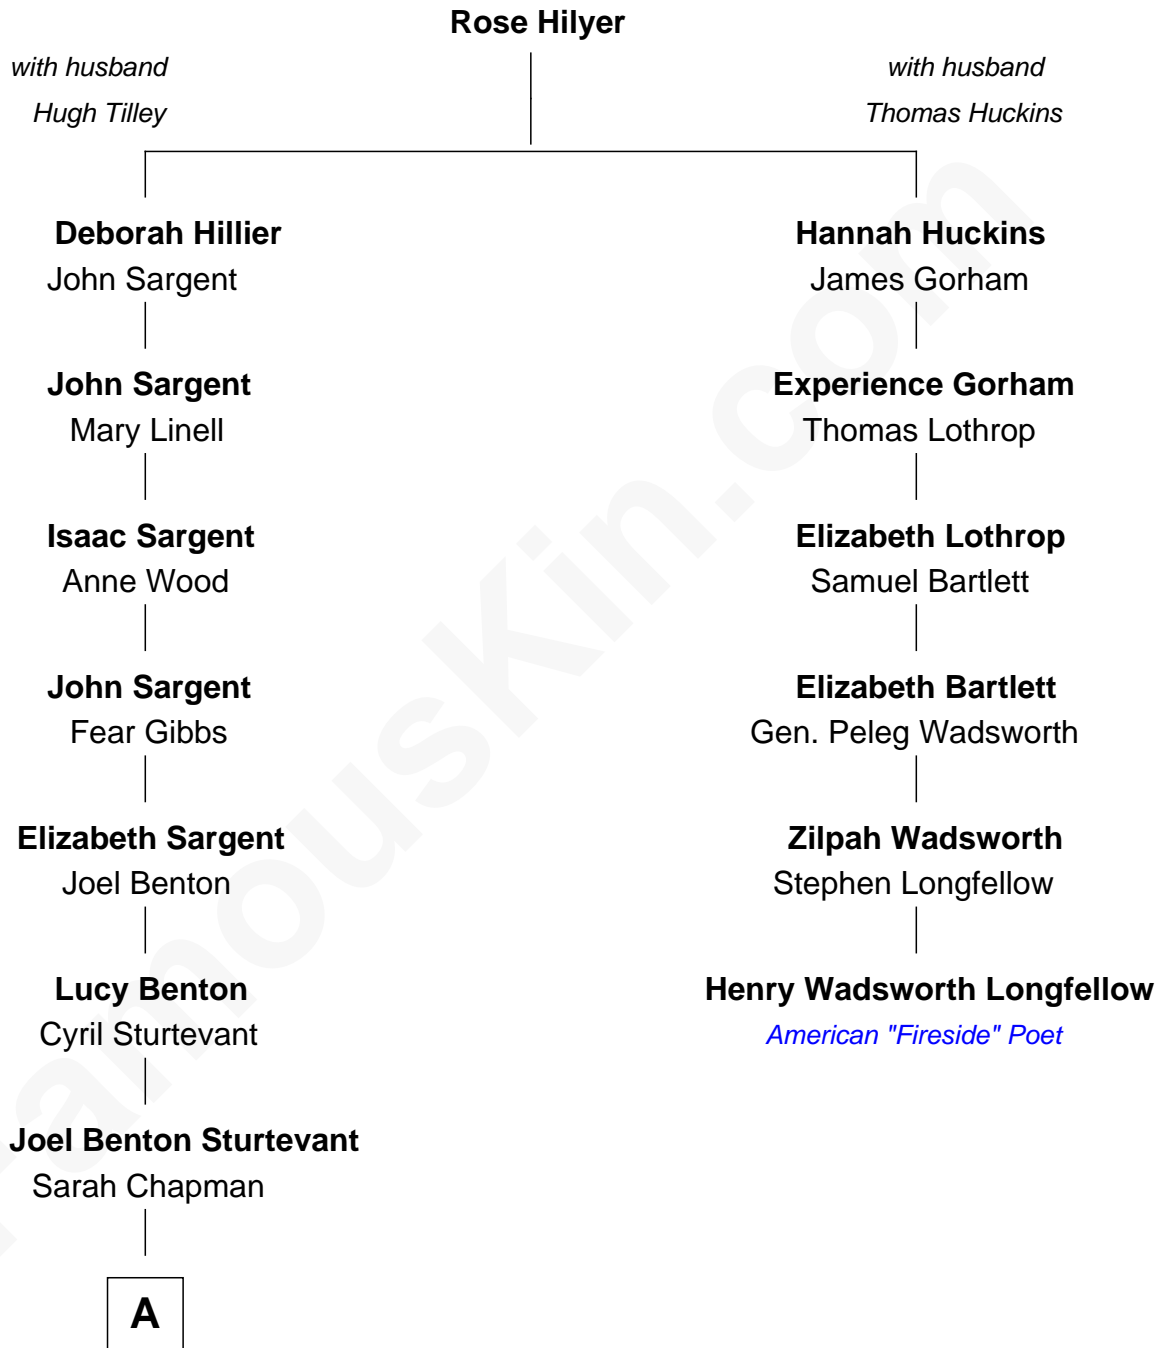 Rose Hilyer
with husband
Hugh Tilley
with husband
Thomas Huckins
Deborah Hillier
John Sargent
Hannah Huckins
James Gorham
John Sargent
Mary Linell
Experience Gorham
Thomas Lothrop
Isaac Sargent
Anne Wood
Elizabeth Lothrop
Samuel Bartlett
John Sargent
Fear Gibbs
Elizabeth Bartlett
Gen. Peleg Wadsworth
Elizabeth Sargent
Joel Benton
Zilpah Wadsworth
Stephen Longfellow
Lucy Benton
Cyril Sturtevant
Henry Wadsworth Longfellow
American "Fireside" Poet
Joel Benton Sturtevant
Sarah Chapman
A
FamousKin.com